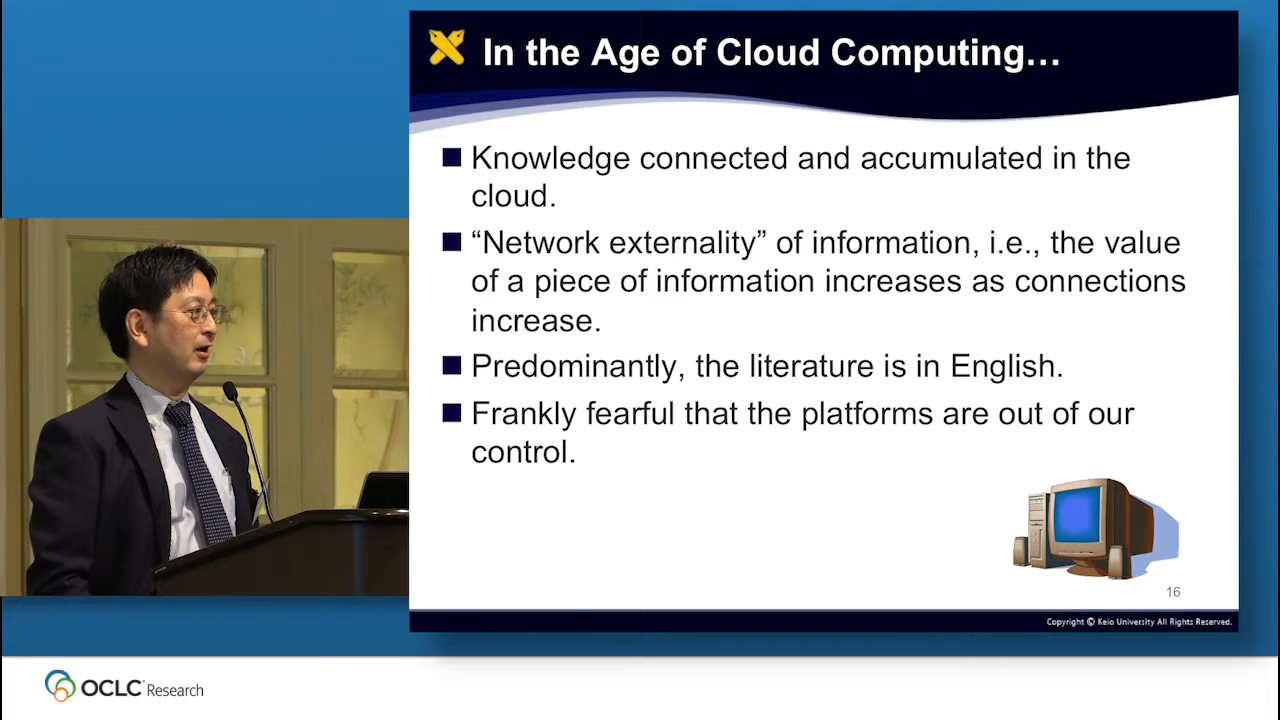 In the Age of Cloud Computing…
■ Knowledge connected and accumulated in the
cloud.
■ “Network externality” of information, i.e., the value
of a piece of information increases as connections
increase.
■ Predominantly, the literature is in English.
■ Frankly fearful that the platforms are out of our
control.
16
Copyright © Keio University All Rights Reserved.
OCLC Research